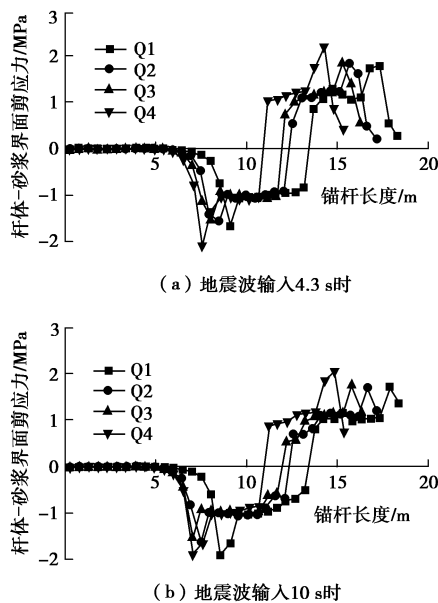 杆体-砂浆界面剪应力/MPa
3
2
1
0
-1
-2
Q1
Q2
Q3
Q4
5
10
15
20
锚杆长度/m
(a) 地震波输入4.3 s时
杆体-砂浆界面剪应力/MPa
3
2
1
0
-1
-2
Q1
Q2
Q3
Q4
5
10
15
20
锚杆长度/m
(b) 地震波输入10 s时